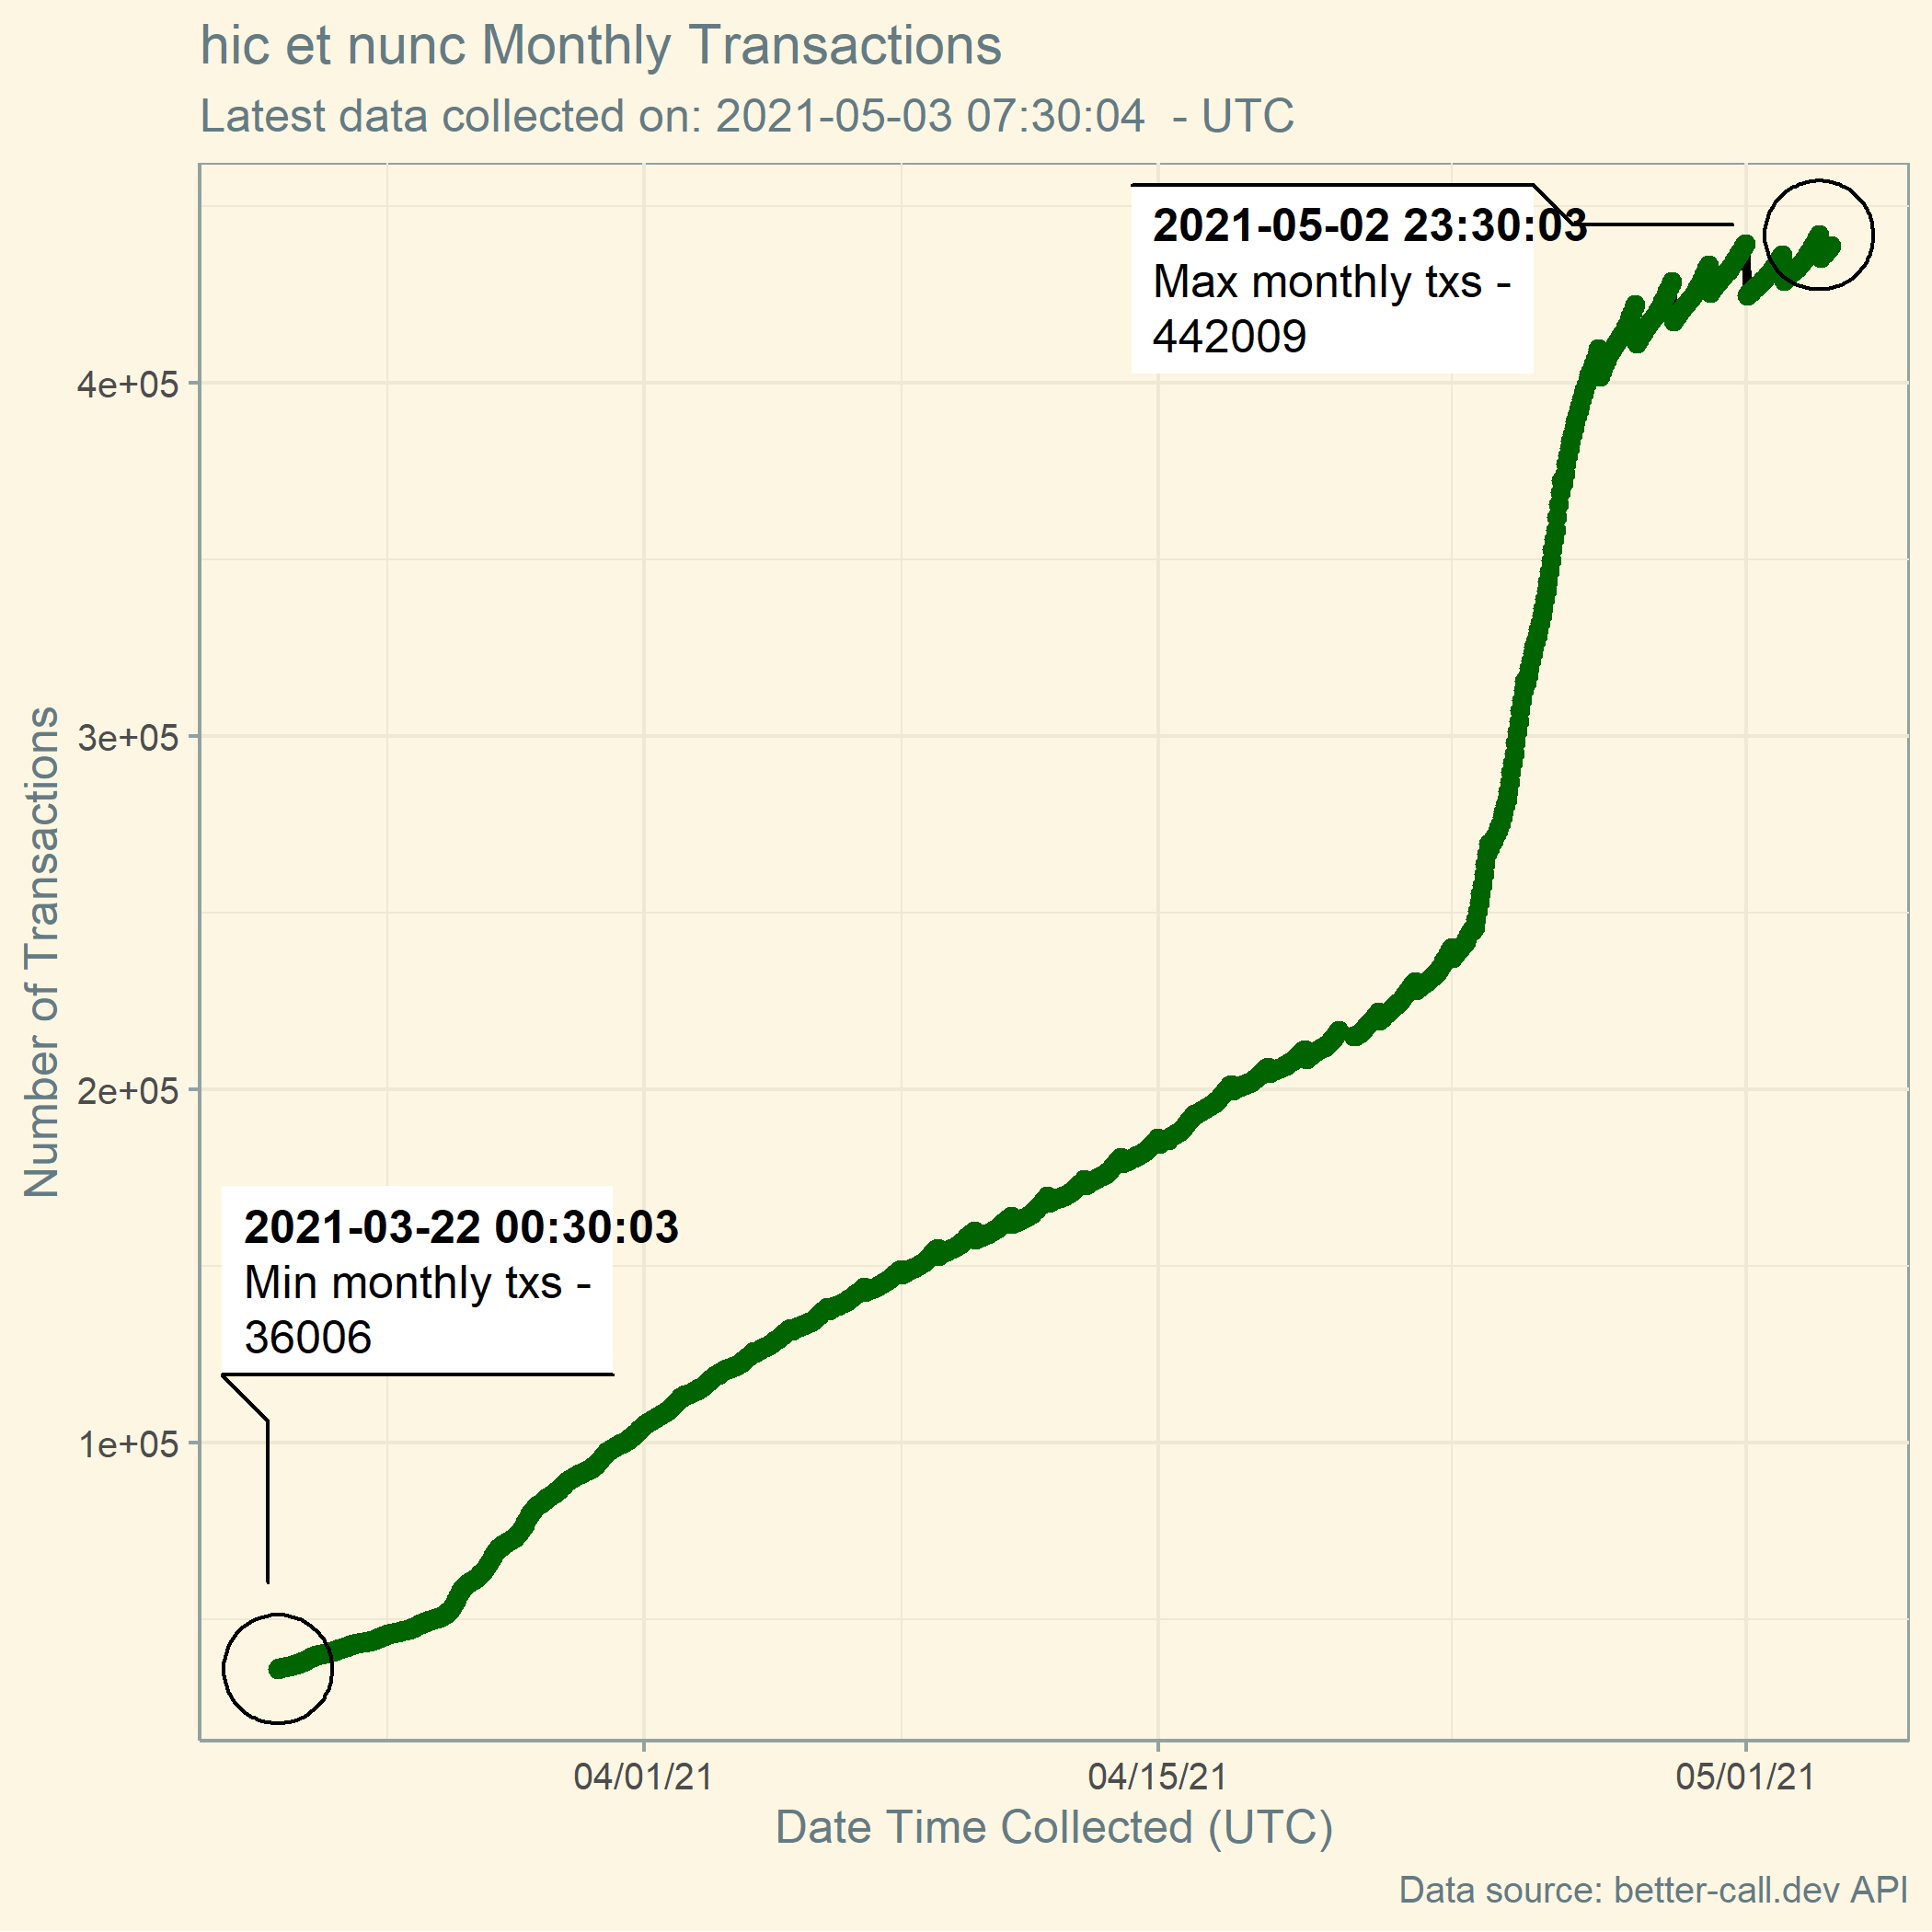 hic et nunc Monthly Transactions
Latest data collected on: 2021-05-03 07:30:04  - UTC
2021-05-02 23:30:03
Max monthly txs -
442009
4e+05
3e+05
2e+05
1e+05
Number of Transactions
2021-03-22 00:30:03
Min monthly txs -
36006
04/01/21
04/15/21
05/01/21
Date Time Collected (UTC)
Data source: better-call.dev API